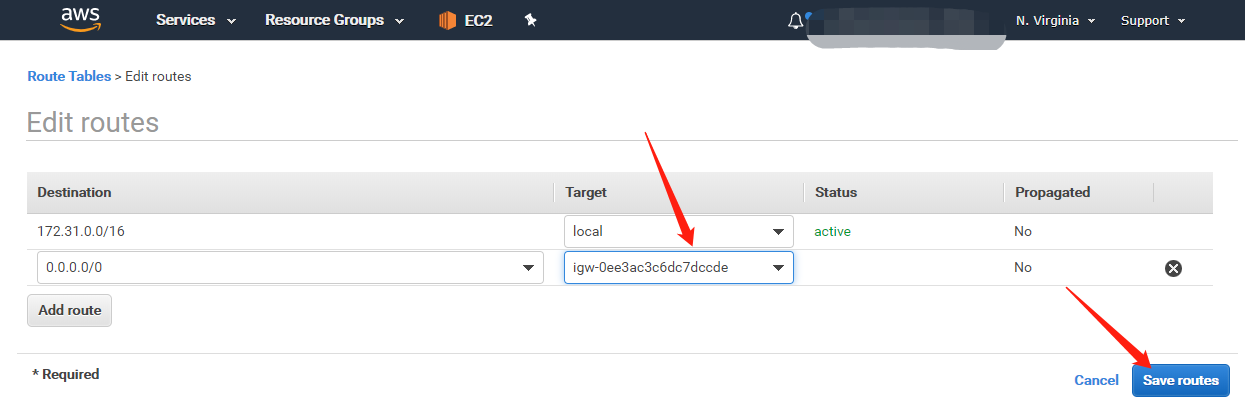 aws Services Resource Groups EC2 N. Virginia Support
Route Tables > Edit routes
Edit routes
Destination Target Status Propagated
172.31.0.0/16 local active No
0.0.0.0/0 igw-0ee3ac3c6dc7dccde No
Add route
* Required
Cancel Save routes